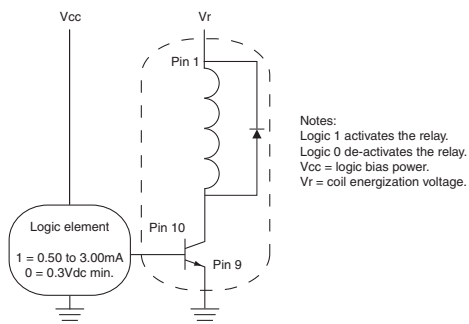 Vcc
Vr
Pin 1
Notes:
Logic 1 activates the relay.
Logic 0 de-activates the relay.
Vcc = logic bias power.
Vr = coil energization voltage.
Logic element
1 = 0.50 to 3.00mA
0 = 0.3Vdc min.
Pin 10
Pin 9